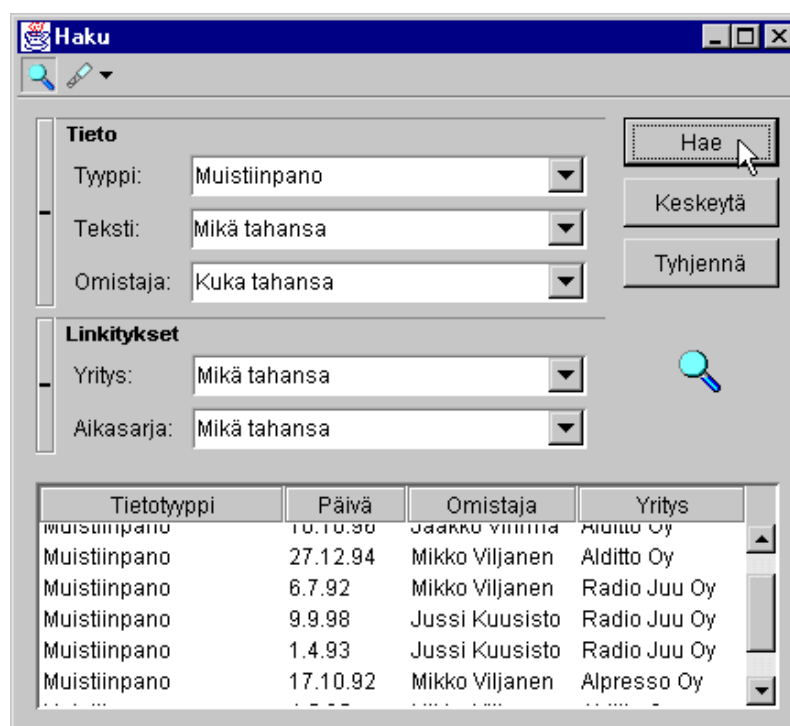 Haku
Tieto
Tyyppi: Muistiinpano
Teksti: Mikä tahansa
Omistaja: Kuka tahansa
Hae
Keskeytä
Tyhjennä
Linkitykset
Yritys: Mikä tahansa
Aikasarja: Mikä tahansa
Tietotyyppi Päivä Omistaja Yritys
Muistiinpano Alditto Oy
Muistiinpano 27.12.94 Mikko Viljanen Alditto Oy
Muistiinpano 6.7.92 Mikko Viljanen Radio Juu Oy
Muistiinpano 9.9.98 Jussi Kuusisto Radio Juu Oy
Muistiinpano 1.4.93 Jussi Kuusisto Radio Juu Oy
Muistiinpano 17.10.92 Mikko Viljanen Alpresso Oy